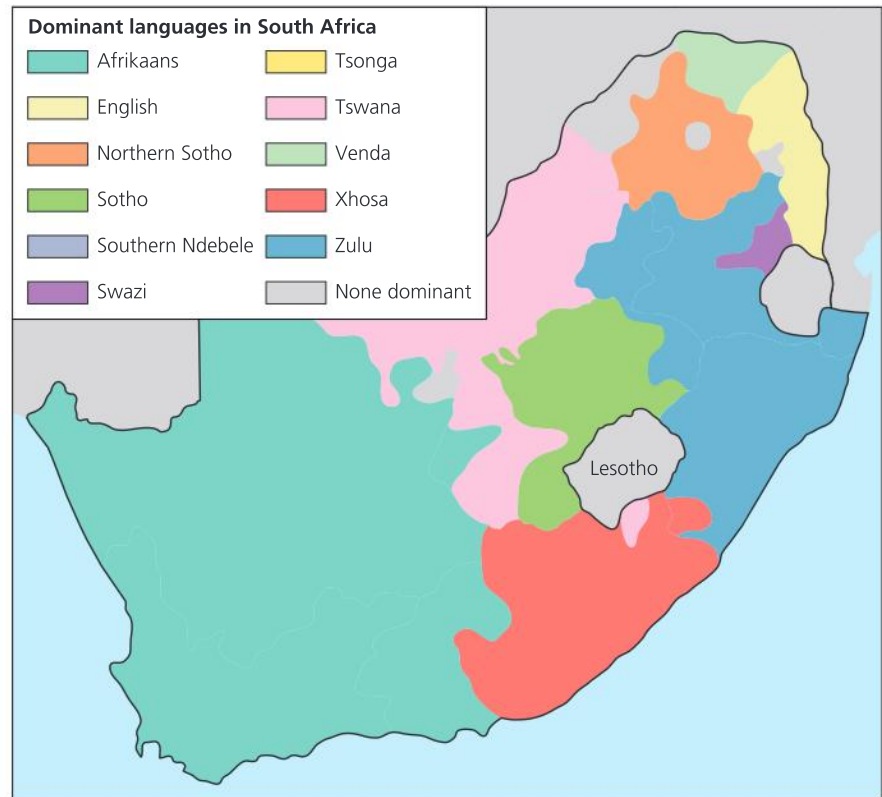 Dominant languages in South Africa
Afrikaans
English
Northern Sotho
Sotho
Southern Ndebele
Swazi
Tsonga
Tswana
Venda
Xhosa
Zulu
None dominant
Lesotho